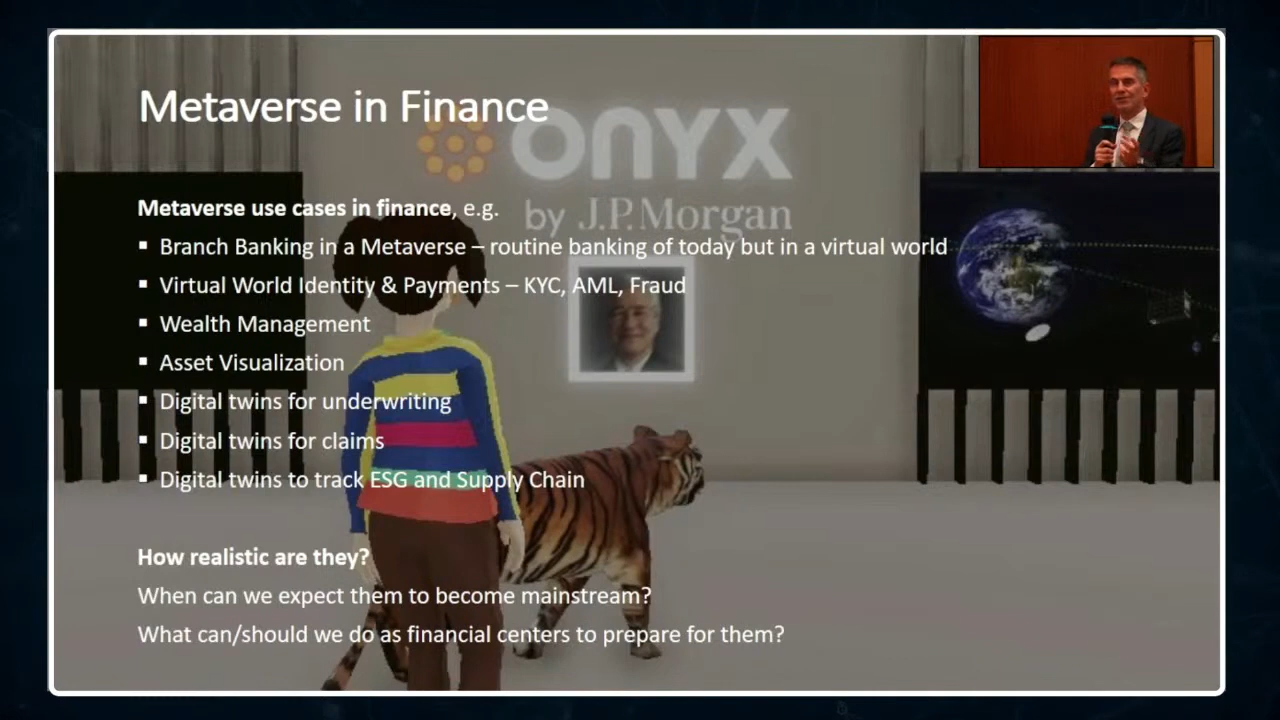 Metaverse in Finance
ONYX
by J.P.Morgan
Metaverse use cases in finance, e.g.
▪ Branch Banking in a Metaverse – routine banking of today but in a virtual world
▪ Virtual World Identity & Payments – KYC, AML, Fraud
▪ Wealth Management
▪ Asset Visualization
▪ Digital twins for underwriting
▪ Digital twins for claims
▪ Digital twins to track ESG and Supply Chain
How realistic are they?
When can we expect them to become mainstream?
What can/should we do as financial centers to prepare for them?